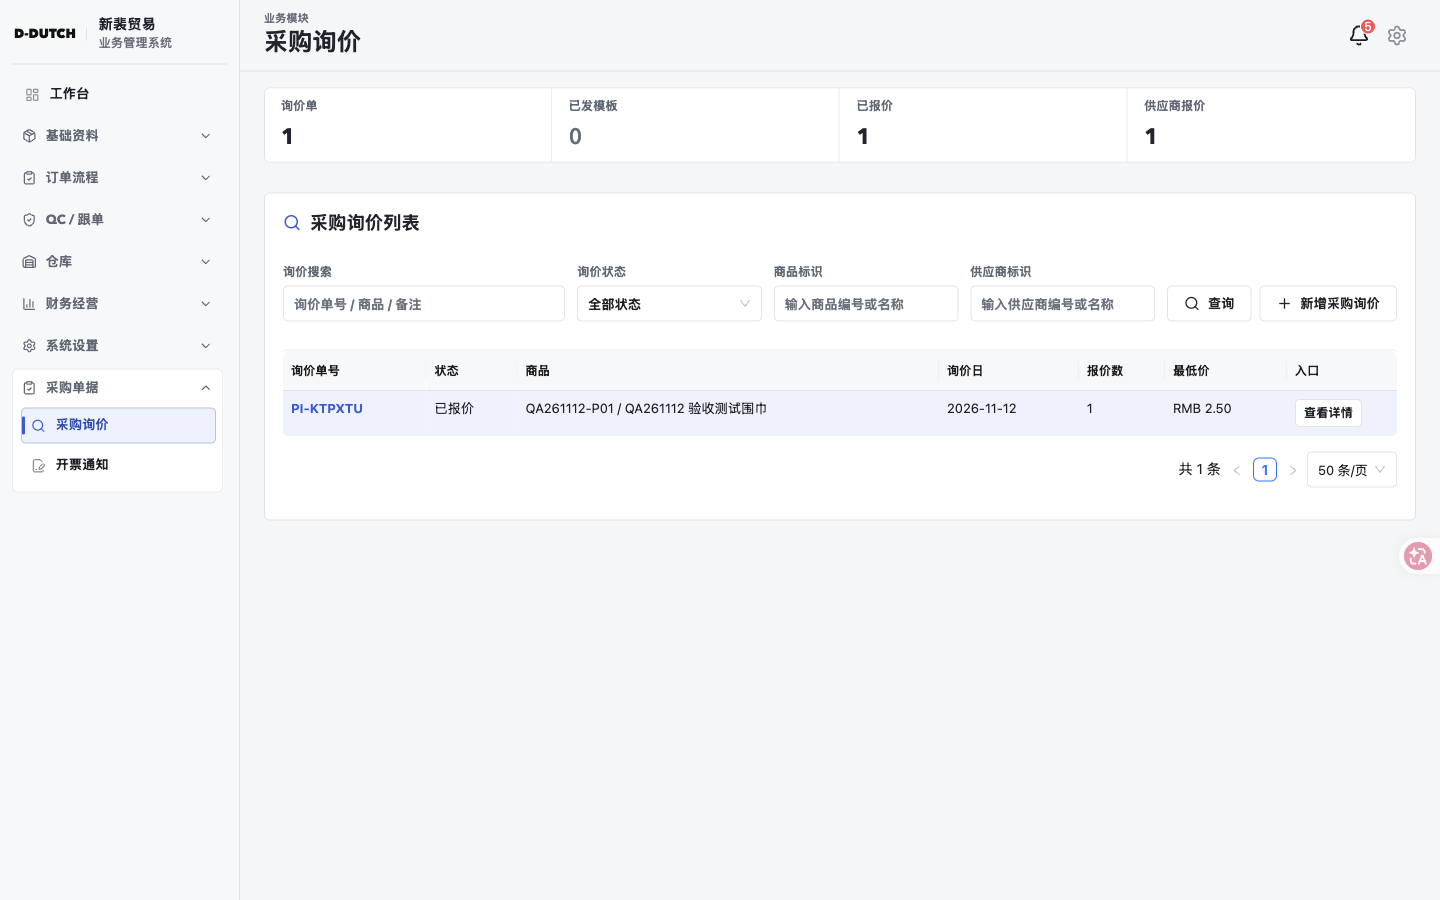 D-DUTCH
新裴贸易
业务管理系统
工作台
基础资料
订单流程
QC / 跟单
仓库
财务经营
系统设置
采购单据
采购询价
开票通知
业务模块
采购询价
5
询价单
1
已发模板
0
已报价
1
供应商报价
1
采购询价列表
询价搜索
询价单号 / 商品 / 备注
询价状态
全部状态
商品标识
输入商品编号或名称
供应商标识
输入供应商编号或名称
查询
新增采购询价
询价单号 状态 商品 询价日 报价数 最低价 入口
PI-KTPXTU 已报价 QA261112-P01 / QA261112 验收测试围巾 2026-11-12 1 RMB 2.50 查看详情
共 1 条 1 50 条/页